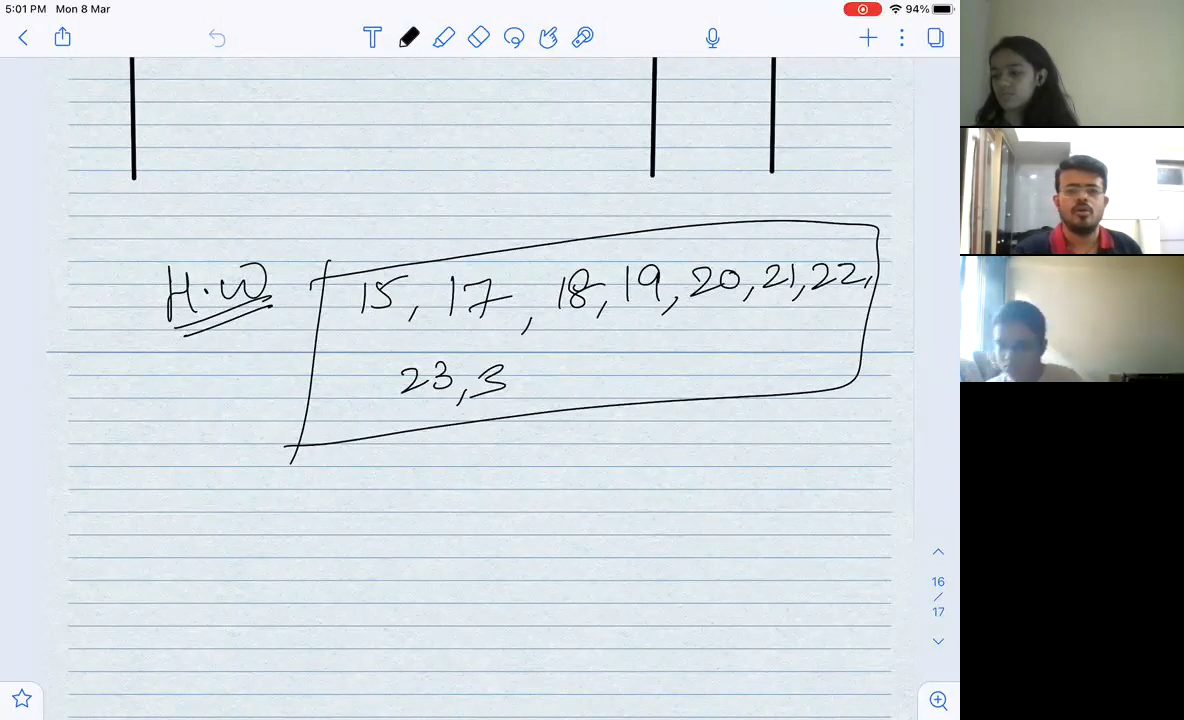 5:01 PM Mon 8 Mar 94%
T
H.W 15, 17, 18, 19, 20, 21, 22,
23, 3
16
/
17